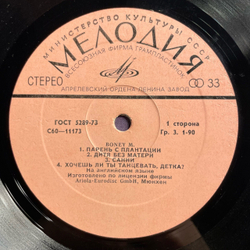 МИНИСТЕРСТВО КУЛЬТУРЫ СССР
МЕЛОДИЯ
ВСЕСОЮЗНАЯ ФИРМА ГРАМПЛАСТИНОК
СТЕРЕО
33
АПРЕЛЕВСКИЙ ОРДЕНА ЛЕНИНА ЗАВОД
ГОСТ 5289-73
1 сторона
С60—11173
Гр. 3. 1-90
BONEY M.
1. ПАРЕНЬ С ПЛАНТАЦИИ
2. ДИТЯ БЕЗ МАТЕРИ
3. САННИ
4. ХОЧЕШЬ ЛИ ТЫ ТАНЦЕВАТЬ, ДЕТКА?
На английском языке
Изготовлено по лицензии фирмы
Ariola-Eurodisc GmbH, Мюнхен